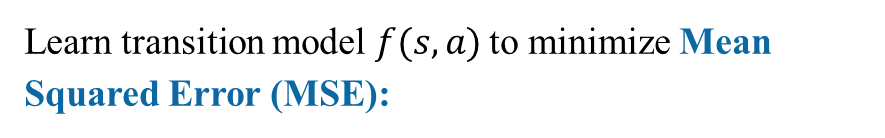 Learn transition model f(s, a) to minimize Mean
Squared Error (MSE):